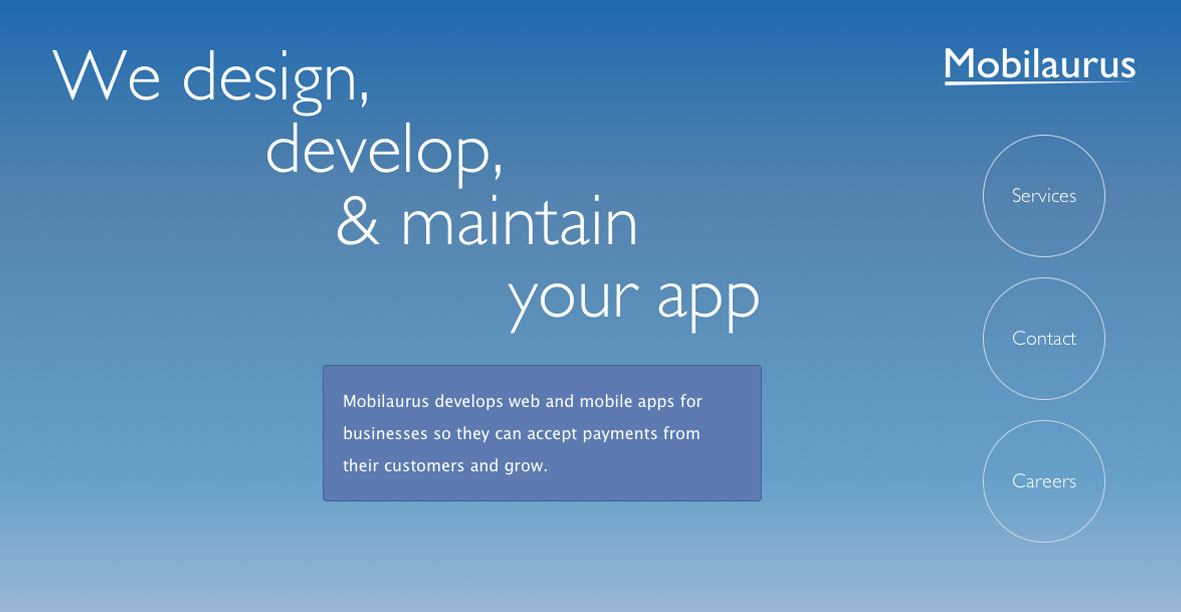 We design,
develop,
& maintain
your app
Mobilaurus develops web and mobile apps for
businesses so they can accept payments from
their customers and grow.
Mobilaurus
Services
Contact
Careers